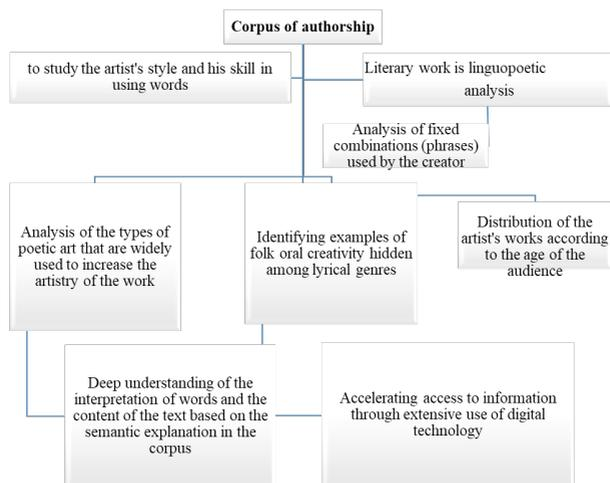 Corpus of authorship
to study the artist's style and his skill in
using words
Literary work is linguopoetic
analysis
Analysis of fixed
combinations (phrases)
used by the creator
Analysis of the types of
poetic art that are widely
used to increase the
artistry of the work
Identifying examples of
folk oral creativity hidden
among lyrical genres
Distribution of the
artist's works according
to the age of the
audience
Deep understanding of the
interpretation of words and the
content of the text based on the
semantic explanation in the
corpus
Accelerating access to information
through extensive use of digital
technology